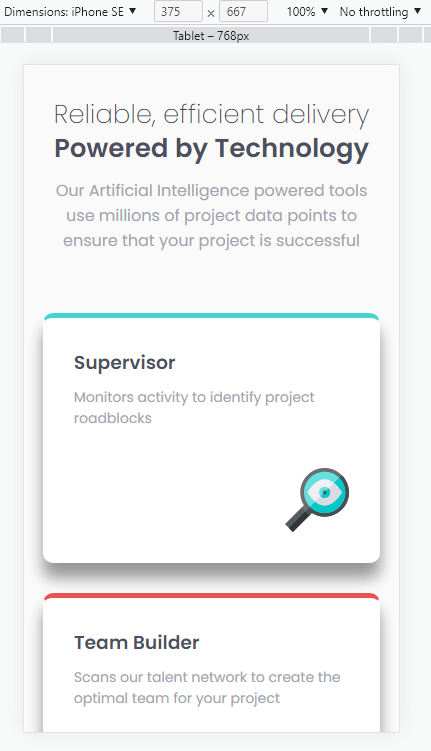 Dimensions: iPhone SE ▼ 375 × 667 100% ▼ No throttling ▼
Tablet – 768px
Reliable, efficient delivery
Powered by Technology
Our Artificial Intelligence powered tools
use millions of project data points to
ensure that your project is successful
Supervisor
Monitors activity to identify project
roadblocks
Team Builder
Scans our talent network to create the
optimal team for your project